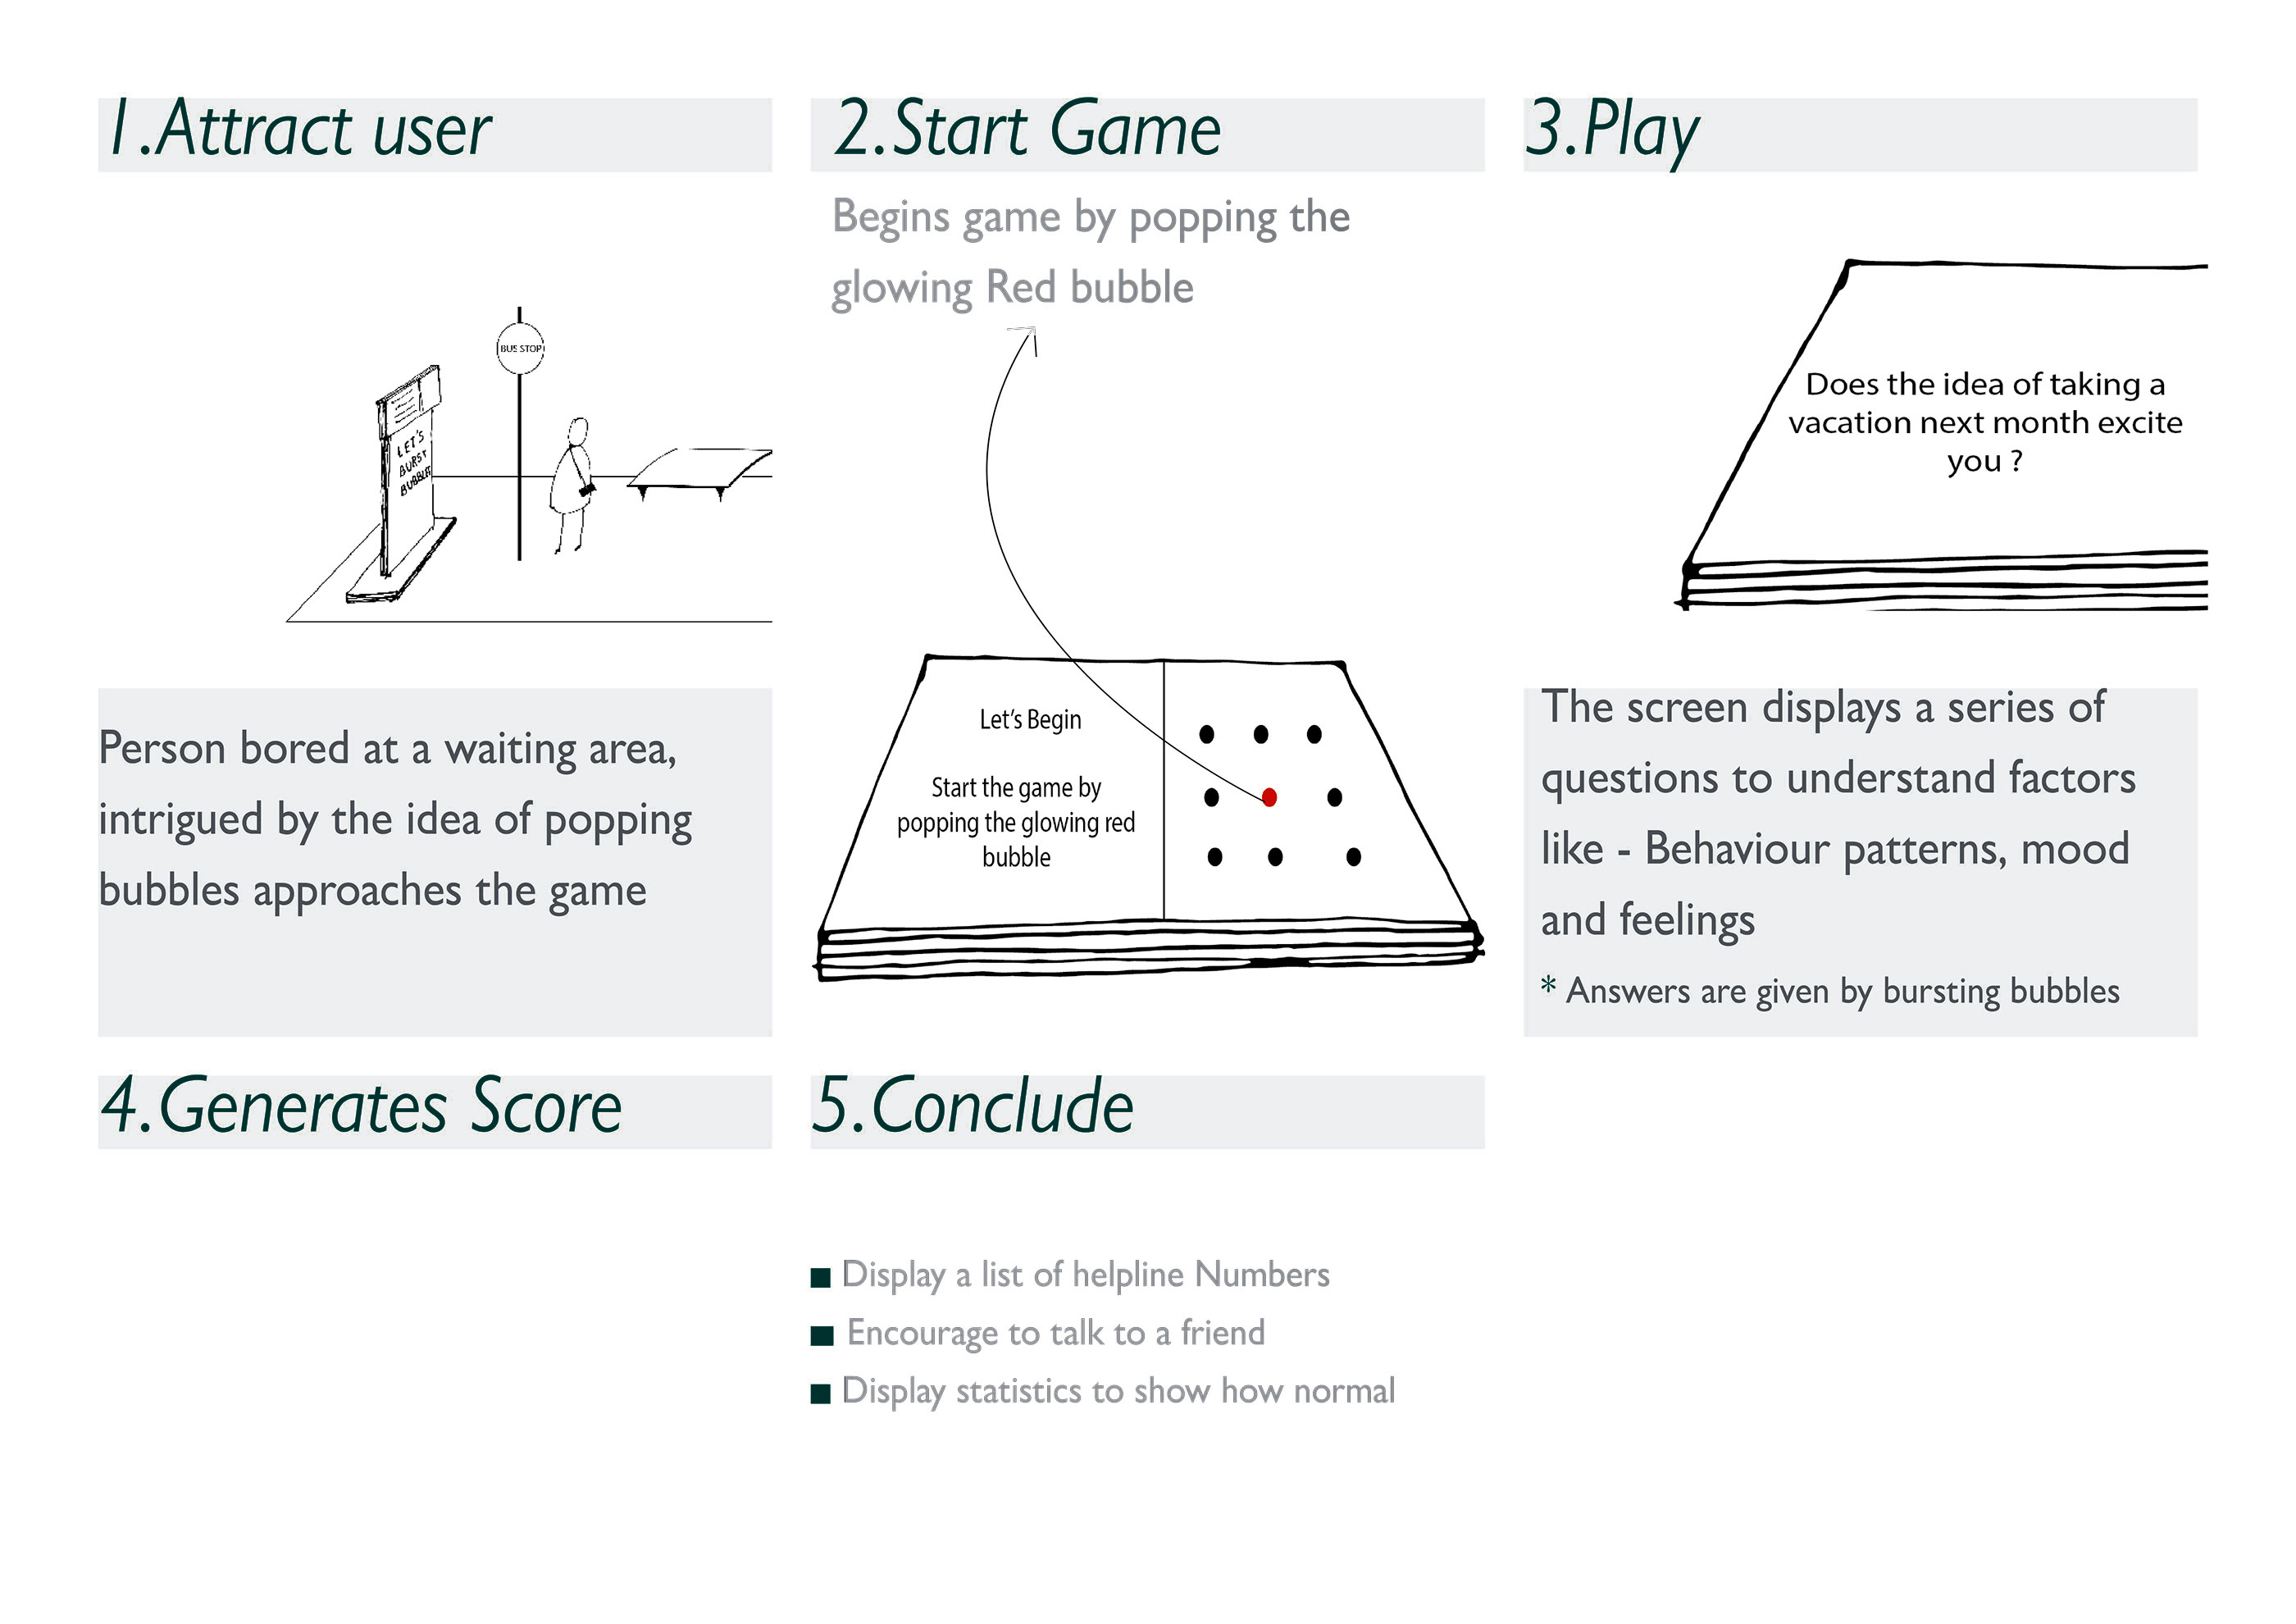 1.Attract user
BUS STOP
LET'S
BURST
BUBBLES
Person bored at a waiting area,
intrigued by the idea of popping
bubbles approaches the game
2.Start Game
Begins game by popping the
glowing Red bubble
Let's Begin
Start the game by
popping the glowing red
bubble
3.Play
Does the idea of taking a
vacation next month excite
you ?
The screen displays a series of
questions to understand factors
like - Behaviour patterns, mood
and feelings
* Answers are given by bursting bubbles
4.Generates Score
5.Conclude
Display a list of helpline Numbers
Encourage to talk to a friend
Display statistics to show how normal